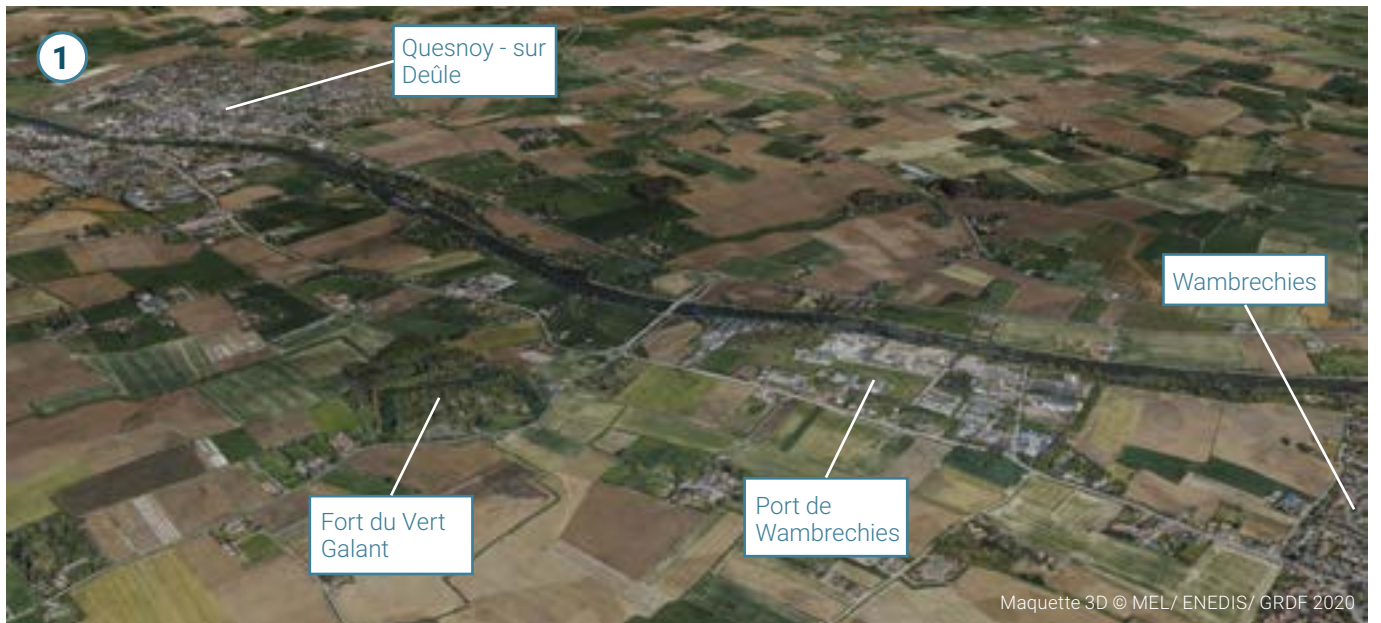 1
Quesnoy - sur
Deûle
Wambrechies
Fort du Vert
Galant
Port de
Wambrechies
Maquette 3D © MEL/ ENEDIS/ GRDF 2020